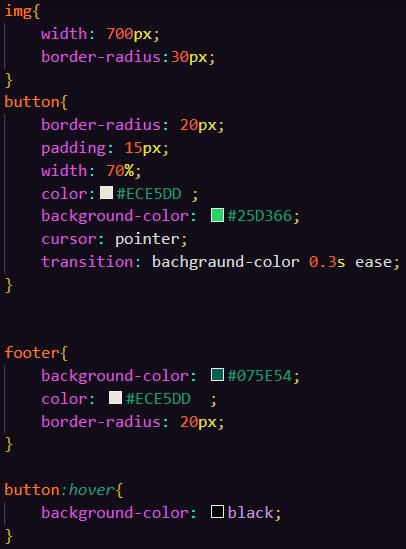 img{
    width: 700px;
    border-radius:30px;
}
button{
    border-radius: 20px;
    padding: 15px;
    width: 70%;
    color: #ECE5DD ;
    background-color: #25D366;
    cursor: pointer;
    transition: bachgraund-color 0.3s ease;
}
footer{
    background-color: #075E54;
    color: #ECE5DD  ;
    border-radius: 20px;
}
button:hover{
    background-color: black;
}